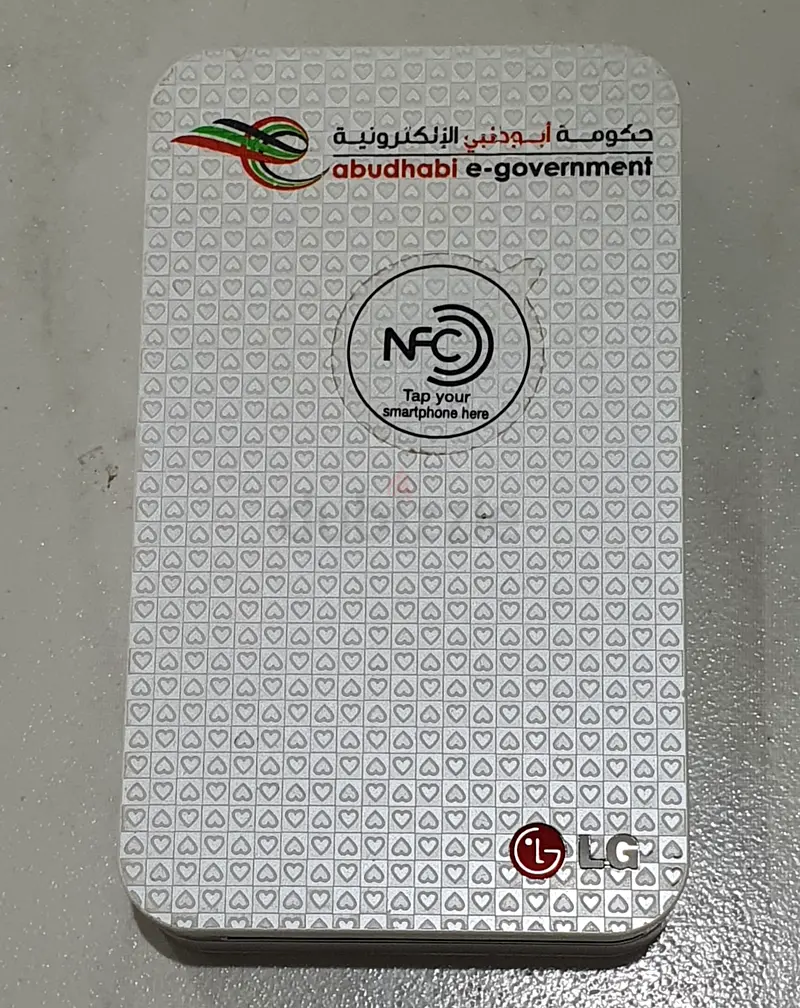 حكومة أبوظبي الإلكترونية
abudhabi e-government
NFC
Tap your
smartphone here
LG